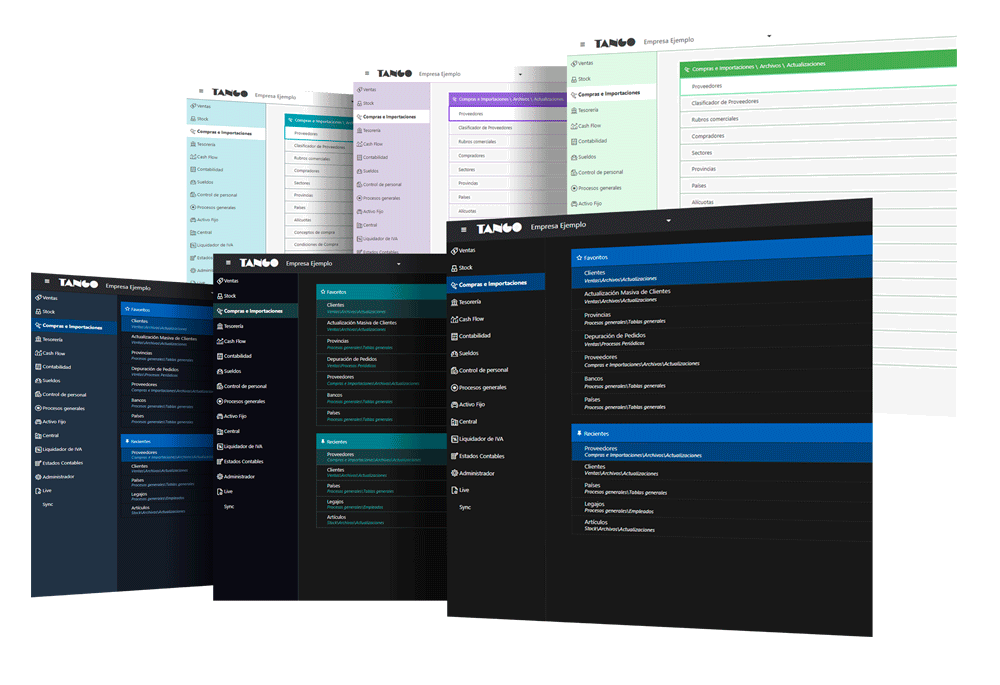 TANGO Empresa Ejemplo
Ventas
Stock
Compras e Importaciones
Tesorería
Cash Flow
Contabilidad
Sueldos
Control de personal
Procesos generales
Activo Fijo
Central
Liquidador de IVA
Compras e Importaciones \
Proveedores
Clasificador de Proveedores
Rubros comerciales
Compradores
Sectores
Provincias
Países
Alícuotas
Conceptos de compra
Condiciones de Compra
TANGO Empresa Ejemplo
Ventas
Stock
Compras e Importaciones
Tesorería
Cash Flow
Contabilidad
Sueldos
Control de personal
Procesos generales
Activo Fijo
Central
Liquidador de IVA
Estados Contables
Compras e Importaciones \ Archivos \ Actualizaciones
Proveedores
Clasificador de Proveedores
Rubros comerciales
Compradores
Sectores
Provincias
Países
Alícuotas
TANGO Empresa Ejemplo
Ventas
Stock
Compras e Importaciones
Tesorería
Cash Flow
Contabilidad
Sueldos
Control de personal
Procesos generales
Activo Fijo
Compras e Importaciones \ Archivos \ Actualizaciones
Proveedores
Clasificador de Proveedores
Rubros comerciales
Compradores
Sectores
Provincias
Países
Alícuotas
TANGO Empresa Ejemplo
Ventas
Stock
Compras e Importaciones
Tesorería
Cash Flow
Contabilidad
Sueldos
Control de personal
Procesos generales
Activo Fijo
Central
Liquidador de IVA
Estados Contables
Administrador
Live
Sync
Favoritos
Clientes
Ventas\Archivos\Actualizaciones
Actualización Masiva de Clientes
Ventas\Archivos\Actualizaciones
Provincias
Procesos generales\Tablas generales
Depuración de Pedidos
Ventas\Procesos Periódicos
Proveedores
Compras e Importaciones\Archivos\Actualizaciones
Bancos
Procesos generales\Tablas generales
Países
Procesos generales\Tablas generales
Recientes
Proveedores
Compras e Importaciones\Archivos\Actualizaciones
Clientes
Ventas\Archivos\Actualizaciones
Países
Procesos generales\Tablas generales
Legajos
Procesos generales\Empleados
Artículos
Stock\Archivos\Actualizaciones
TANGO Empresa Ejemplo
Ventas
Stock
Compras e Importaciones
Tesorería
Cash Flow
Contabilidad
Sueldos
Control de personal
Procesos generales
Activo Fijo
Central
Liquidador de IVA
Estados Contables
Administrador
Live
Sync
Favoritos
Clientes
Ventas\Archivos\Actualizaciones
Actualización Masiva de Clientes
Ventas\Archivos\Actualizaciones
Provincias
Procesos generales\Tablas generales
Depuración de Pedidos
Ventas\Procesos Periódicos
Proveedores
Compras e Importaciones\Archivos\Actualizaciones
Bancos
Procesos generales\Tablas generales
Países
Procesos generales\Tablas generales
Recientes
Proveedores
Compras e Importaciones\Archivos\Actualizaciones
Clientes
Ventas\Archivos\Actualizaciones
Países
Procesos generales\Tablas generales
Legajos
Procesos generales\Empleados
Artículos
Stock\Archivos\Actualizaciones
TANGO Empresa Ejemplo
Ventas
Stock
Compras e Importaciones
Tesorería
Cash Flow
Contabilidad
Sueldos
Control de personal
Procesos generales
Activo Fijo
Central
Liquidador de IVA
Estados Contables
Administrador
Live
Sync
Favoritos
Clientes
Ventas\Archivos\Actualizaciones
Actualización Masiva de Clientes
Ventas\Archivos\Actualizaciones
Provincias
Procesos generales\Tablas generales
Depuración de Pedidos
Ventas\Procesos Periódicos
Proveedores
Compras e Importaciones\Archivos\Actualizaciones
Bancos
Procesos generales\Tablas generales
Países
Procesos generales\Tablas generales
Recientes
Proveedores
Compras e Importaciones\Archivos\Actualizaciones
Clientes
Ventas\Archivos\Actualizaciones
Países
Procesos generales\Tablas generales
Legajos
Procesos generales\Empleados
Artículos
Stock\Archivos\Actualizaciones